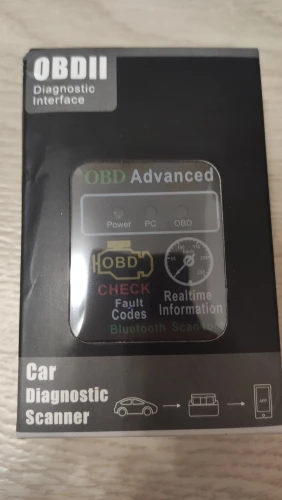 OBDII
Diagnostic
Interface
OBD Advanced
Power PC OBD
OBD
CHECK
Fault
Codes
Realtime
Information
Bluetooth Scan
Car
Diagnostic
Scanner